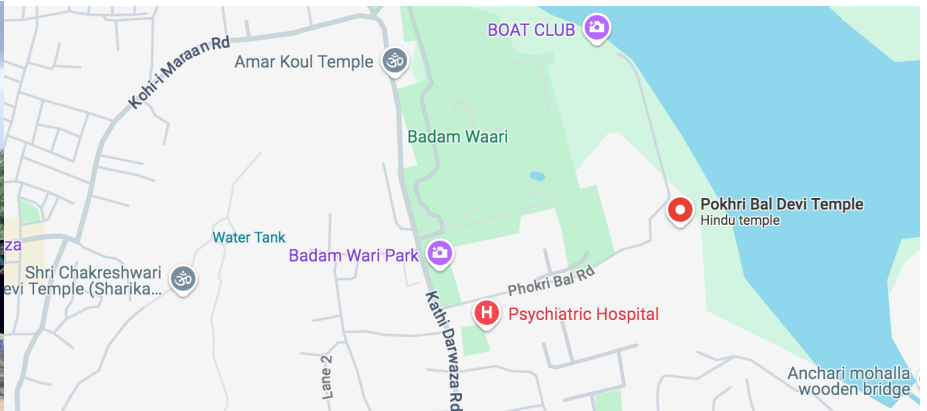 BOAT CLUB
Kohi-i Maraan Rd
Amar Koul Temple
Badam Waari
Pokhri Bal Devi Temple
Hindu temple
Water Tank
za
Badam Wari Park
Shri Chakreshwari
evi Temple (Sharika...
Phokri Bal Rd
Kathi Darwaza Rd
H
Psychiatric Hospital
Lane 2
Anchari mohalla
wooden bridge